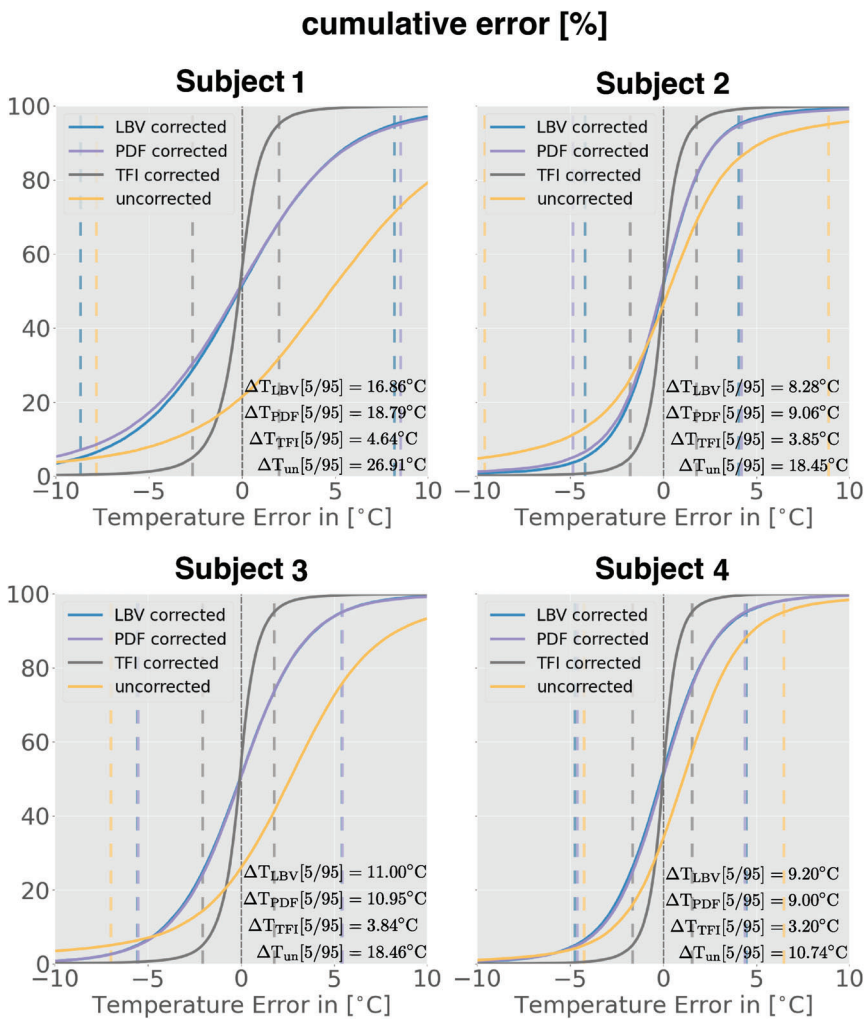 cumulative error [%]
Subject 1
100
80
60
40
20
0
LBV corrected
PDF corrected
TFI corrected
uncorrected
ΔT_LBV[5/95] = 16.86°C
ΔT_PDF[5/95] = 18.79°C
ΔT_TFI[5/95] = 4.64°C
ΔT_un[5/95] = 26.91°C
−10 −5 0 5 10
Temperature Error in [°C]
Subject 2
LBV corrected
PDF corrected
TFI corrected
uncorrected
ΔT_LBV[5/95] = 8.28°C
ΔT_PDF[5/95] = 9.06°C
ΔT_TFI[5/95] = 3.85°C
ΔT_un[5/95] = 18.45°C
−10 −5 0 5 10
Temperature Error in [°C]
Subject 3
100
80
60
40
20
0
LBV corrected
PDF corrected
TFI corrected
uncorrected
ΔT_LBV[5/95] = 11.00°C
ΔT_PDF[5/95] = 10.95°C
ΔT_TFI[5/95] = 3.84°C
ΔT_un[5/95] = 18.46°C
−10 −5 0 5 10
Temperature Error in [°C]
Subject 4
LBV corrected
PDF corrected
TFI corrected
uncorrected
ΔT_LBV[5/95] = 9.20°C
ΔT_PDF[5/95] = 9.00°C
ΔT_TFI[5/95] = 3.20°C
ΔT_un[5/95] = 10.74°C
−10 −5 0 5 10
Temperature Error in [°C]